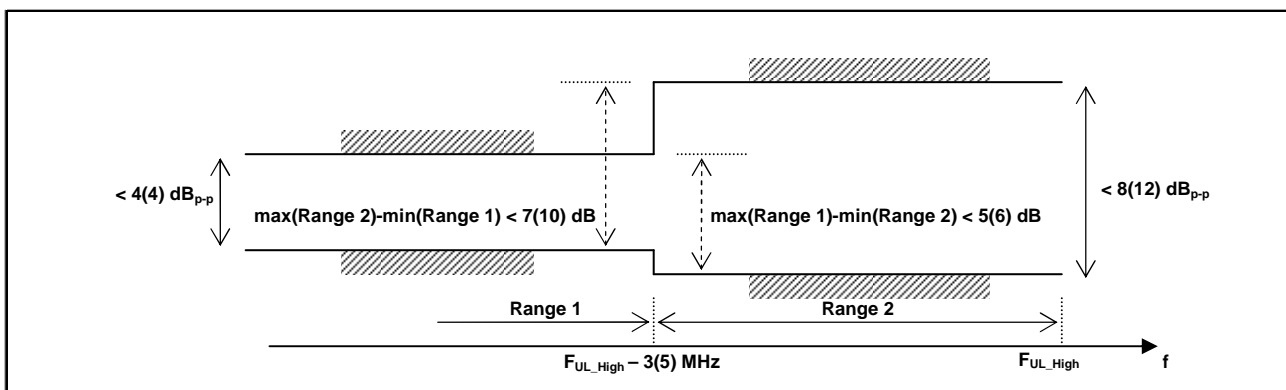 < 4(4) dBp-p
max(Range 2)-min(Range 1) < 7(10) dB
max(Range 1)-min(Range 2) < 5(6) dB
< 8(12) dBp-p
Range 1
Range 2
FUL_High – 3(5) MHz
FUL_High
f